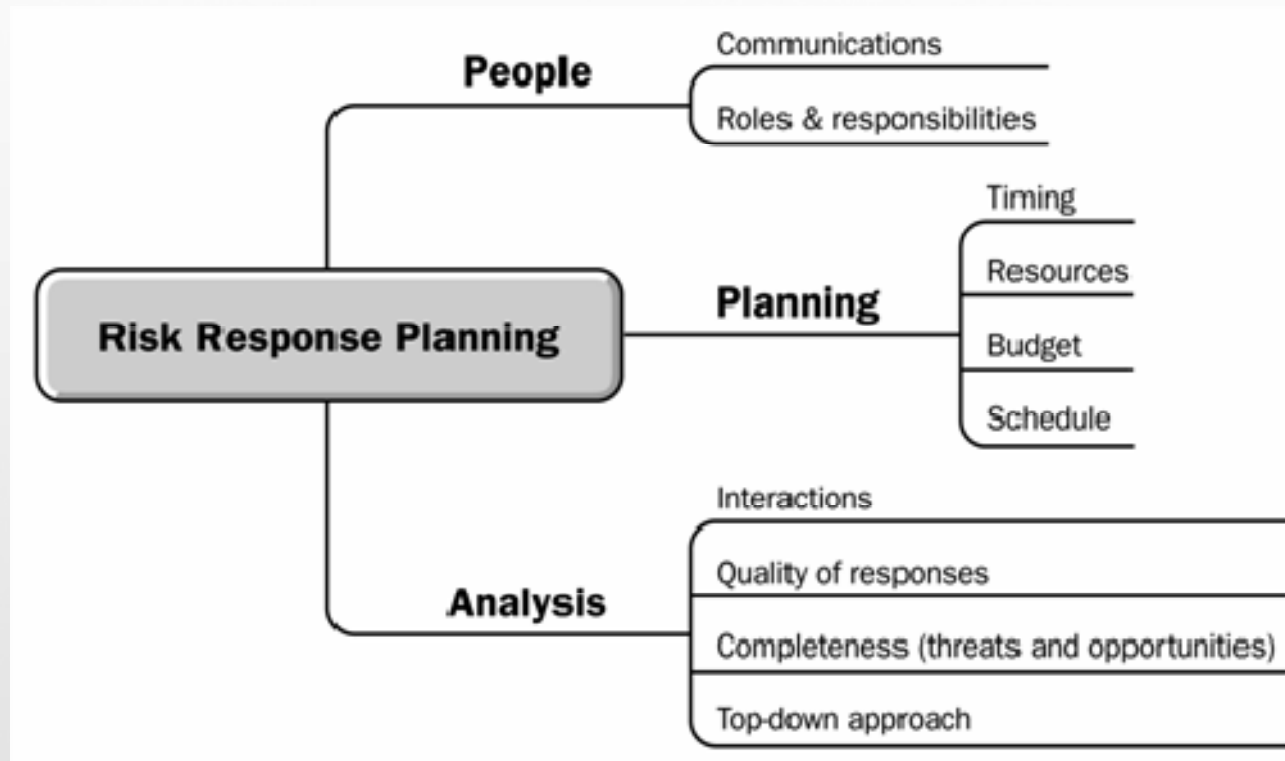 People
Communications
Roles & responsibilities
Risk Response Planning
Planning
Timing
Resources
Budget
Schedule
Analysis
Interactions
Quality of responses
Completeness (threats and opportunities)
Top-down approach